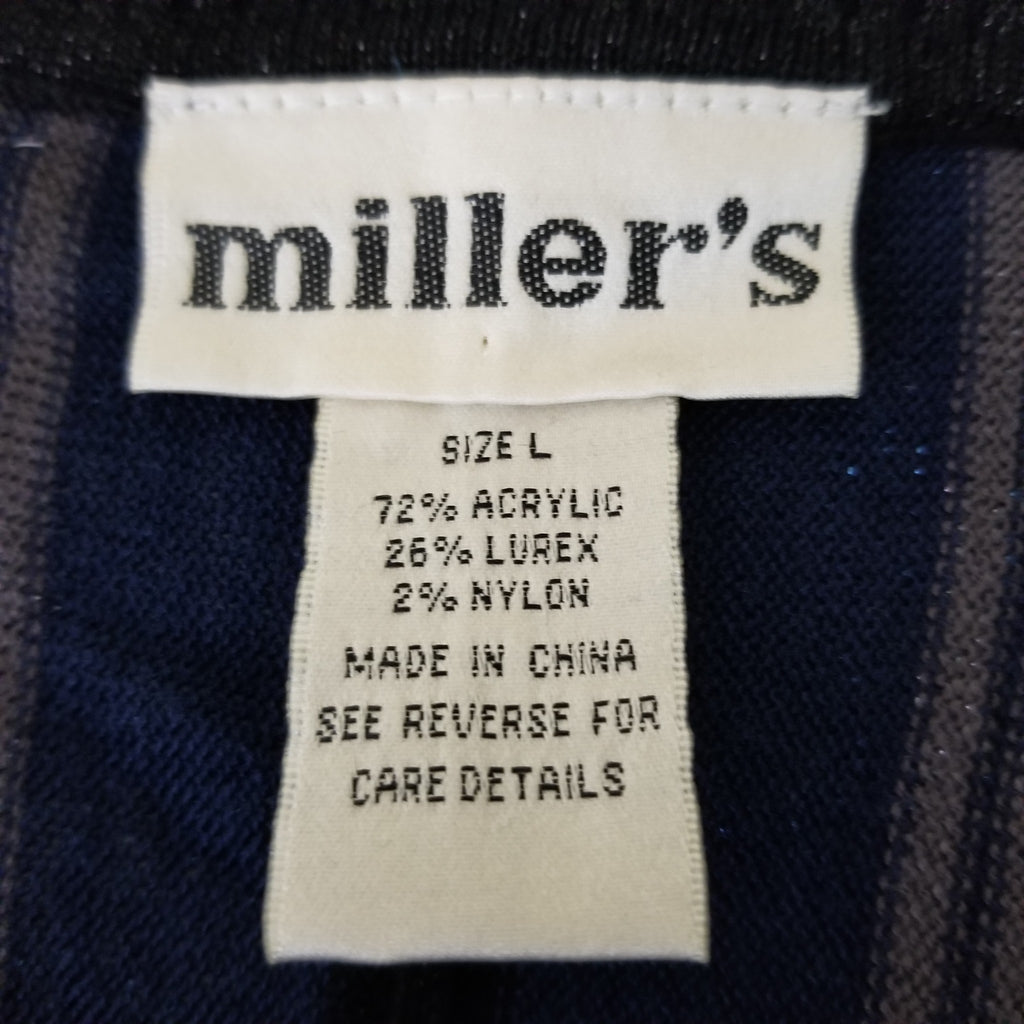 miller's
SIZE L
72% ACRYLIC
26% LUREX
2% NYLON
MADE IN CHINA
SEE REVERSE FOR
CARE DETAILS